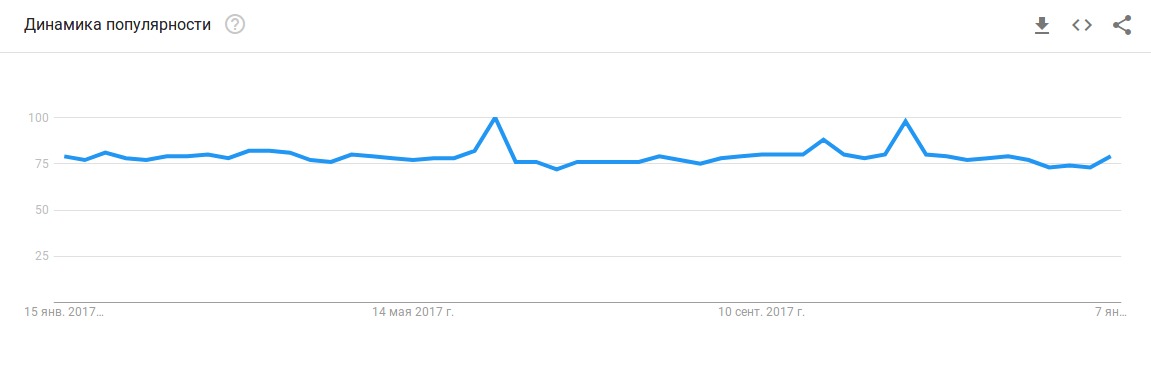 Динамика популярности
100
75
50
25
15 янв. 2017…
14 мая 2017 г.
10 сент. 2017 г.
7 ян…